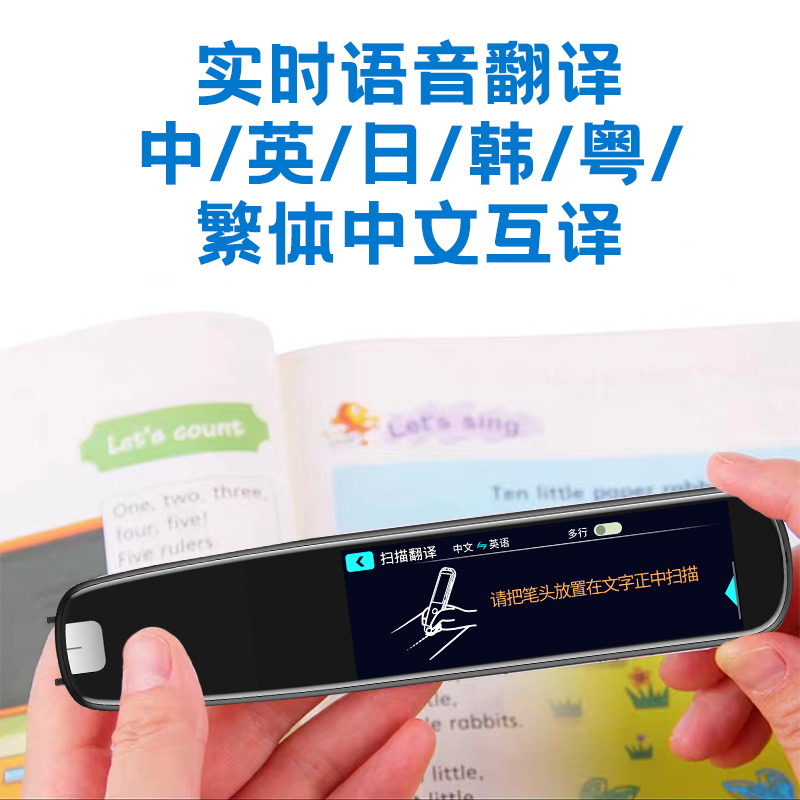 实时语音翻译
中/英/日/韩/粤/
繁体中文互译
Let's count
Let's sing
One, two, three,
four, five!
Five rulers.
Ten little paper
扫描翻译 中文 英语 多行
请把笔头放置在文字正中扫描
rabbits.
little,
little,